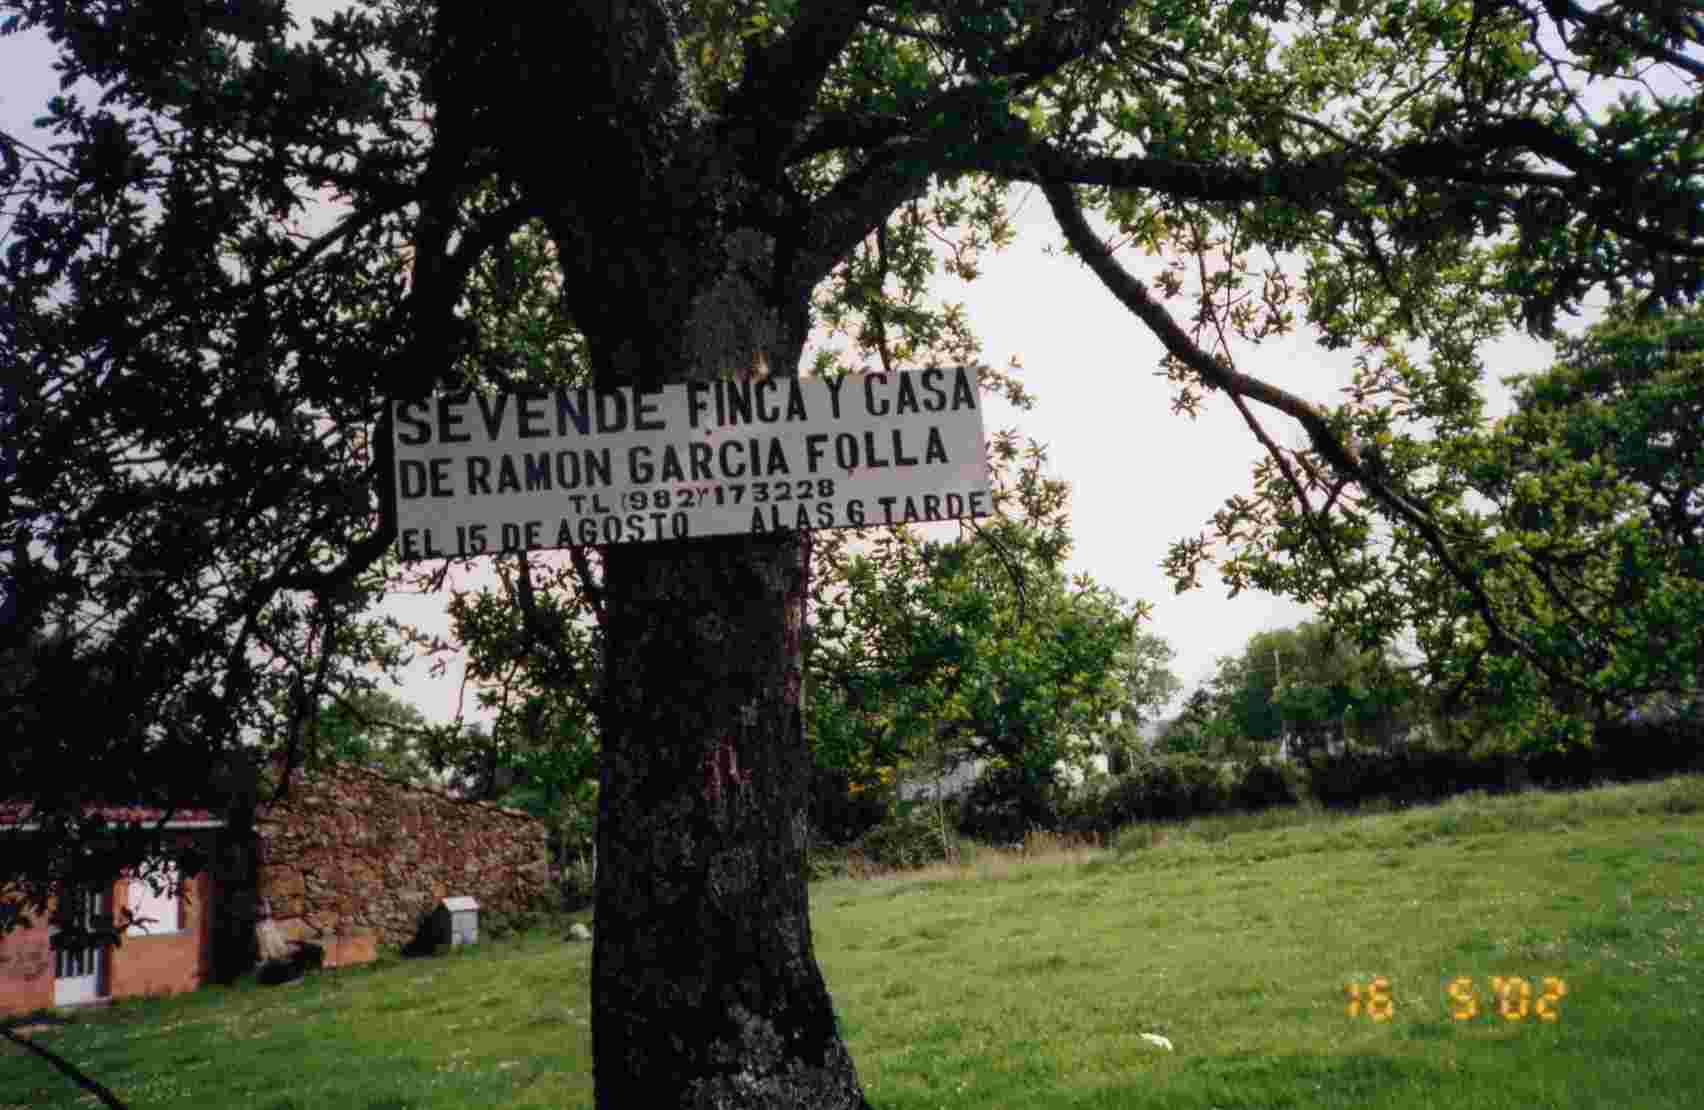 SEVENDE FINCA Y CASA
DE RAMON GARCIA FOLLA
TL (982) 173228
EL 15 DE AGOSTO ALAS 6 TARDE
16 5 '02